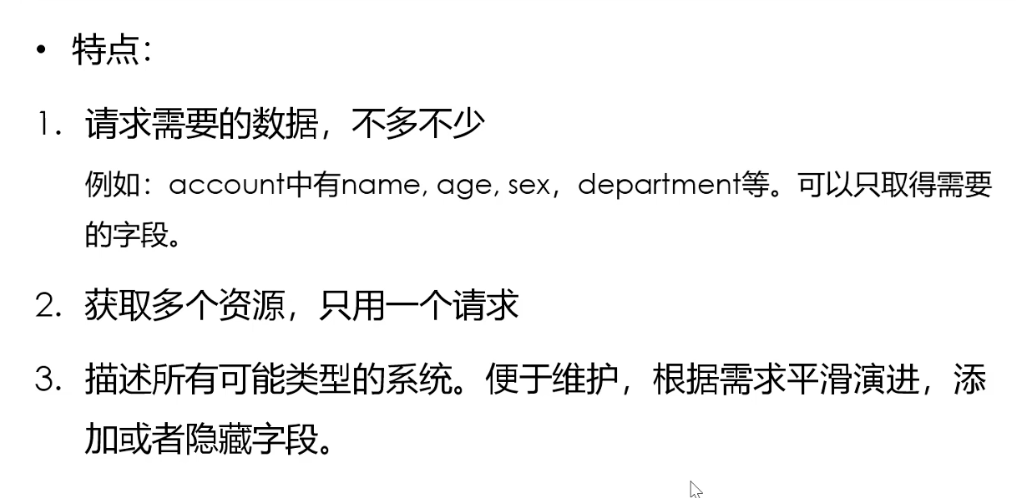 • 特点：
1. 请求需要的数据，不多不少
例如：account中有name, age, sex，department等。可以只取得需要
的字段。
2. 获取多个资源，只用一个请求
3. 描述所有可能类型的系统。便于维护，根据需求平滑演进，添
加或者隐藏字段。